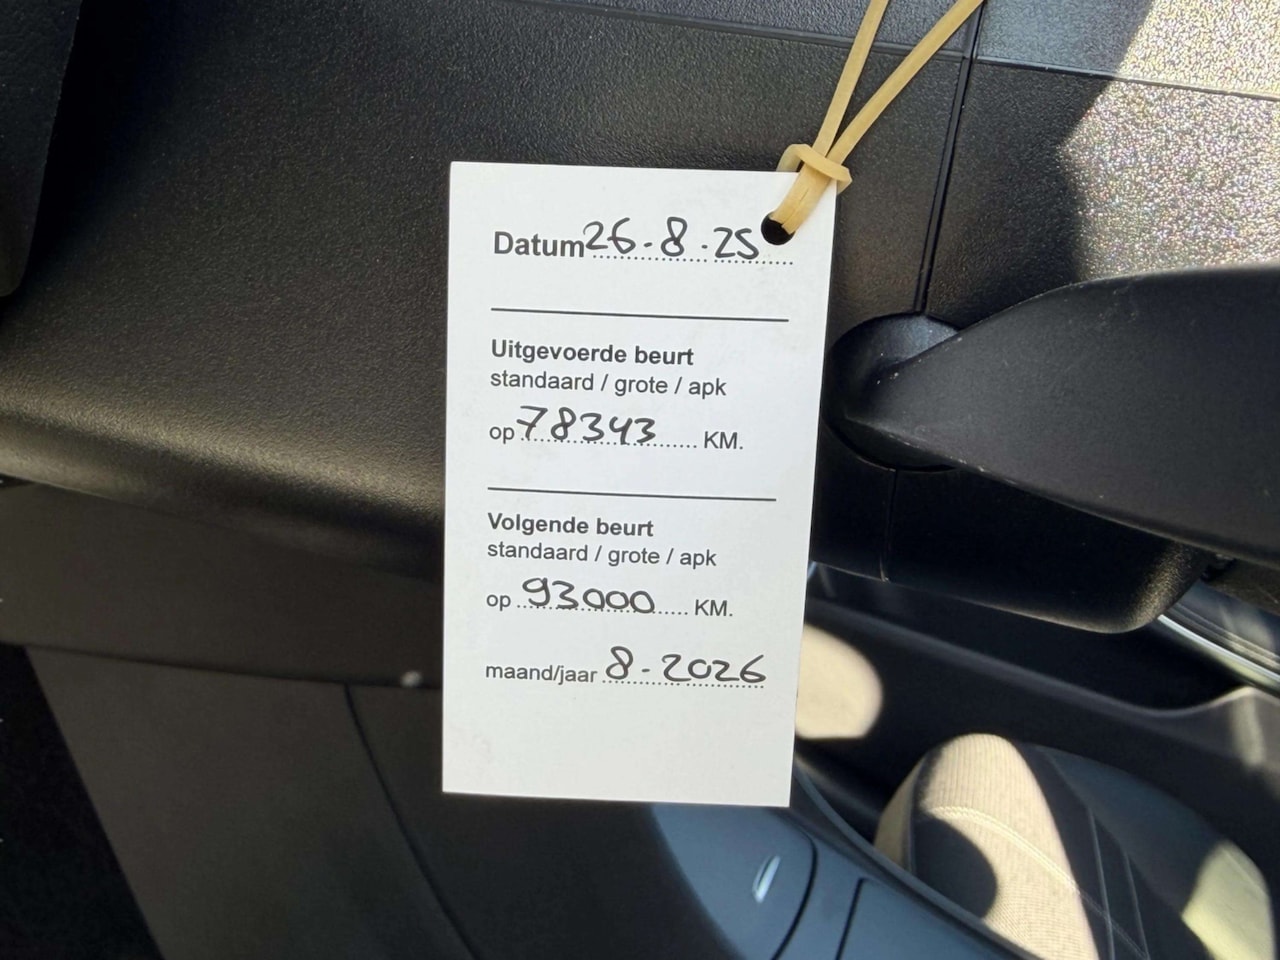 Datum 26-8-25
Uitgevoerde beurt
standaard / grote / apk
op 78343 KM.
Volgende beurt
standaard / grote / apk
op 93000 KM.
maand/jaar 8-2026